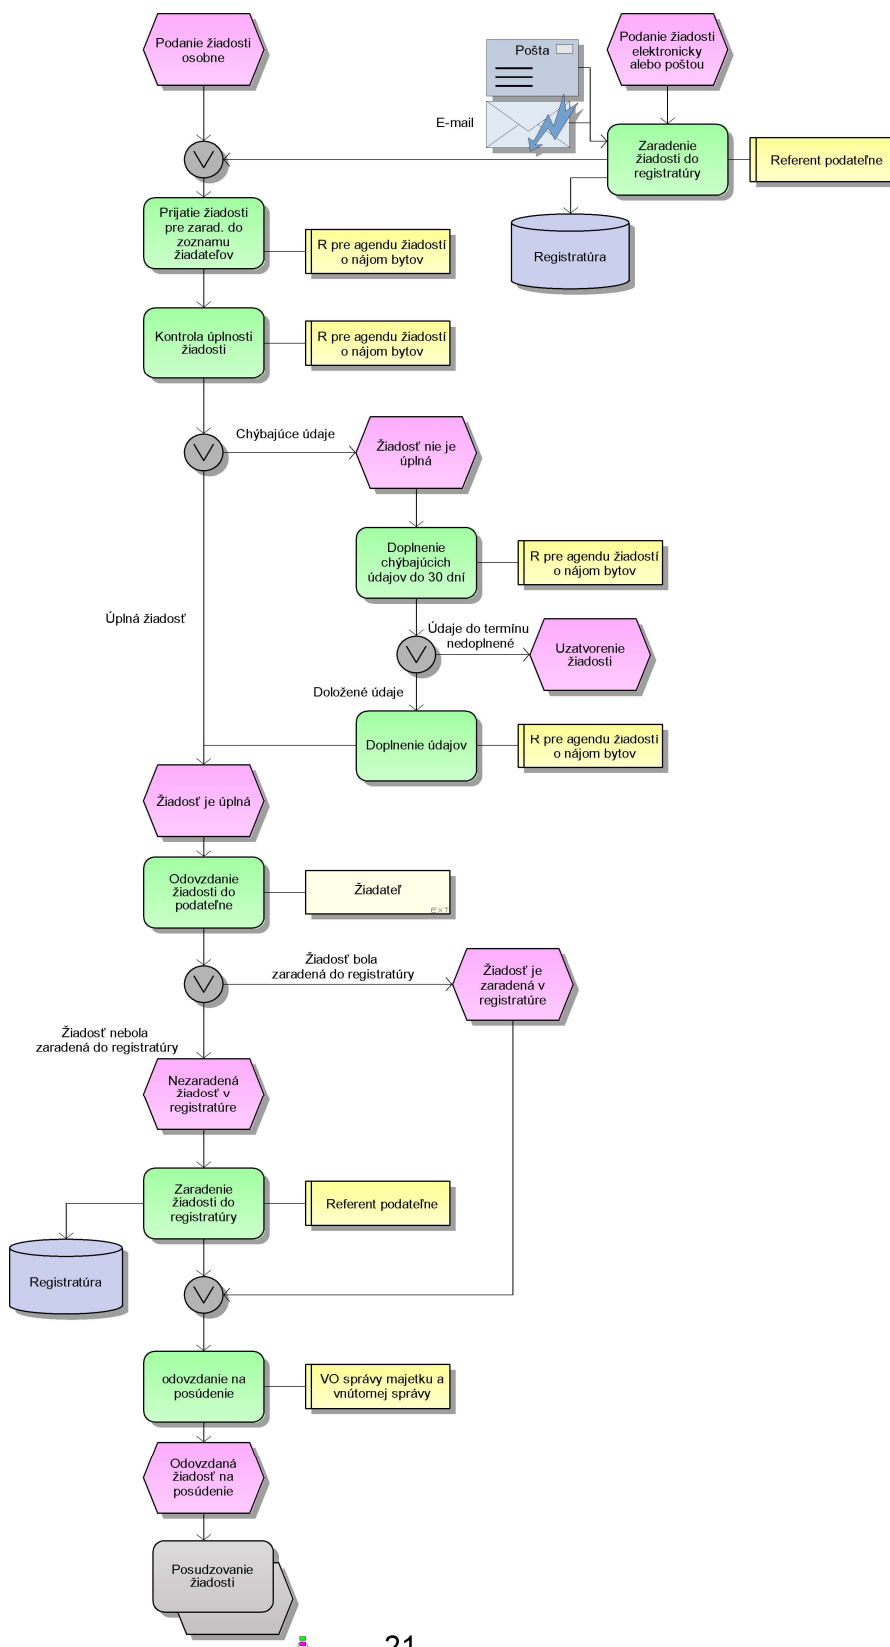 Podanie žiadosti
osobne
Pošta
Podanie žiadosti
elektronicky
alebo poštou
E-mail
Zaradenie
žiadosti do
registratúry
Referent podateľne
Prijatie žiadosti
pre zarad. do
zoznamu
žiadateľov
R pre agendu žiadostí
o nájom bytov
Registratúra
Kontrola úplnosti
žiadosti
R pre agendu žiadostí
o nájom bytov
Chýbajúce údaje
Žiadosť nie je
úplná
Doplnenie
chýbajúcich
údajov do 30 dní
R pre agendu žiadostí
o nájom bytov
Úplná žiadosť
Údaje do termínu
nedoplnené
Uzatvorenie
žiadosti
Doložené údaje
Doplnenie údajov
R pre agendu žiadostí
o nájom bytov
Žiadosť je úplná
Odovzdanie
žiadosti do
podateľne
Žiadateľ
EXT
Žiadosť bola
zaradená do registratúry
Žiadosť je
zaradená v
registratúre
Žiadosť nebola
zaradená do registratúry
Nezaradená
žiadosť v
registratúre
Zaradenie
žiadosti do
registratúry
Referent podateľne
Registratúra
odovzdanie na
posúdenie
VO správy majetku a
vnútornej správy
Odovzdaná
žiadosť na
posúdenie
Posudzovanie
žiadosti
21